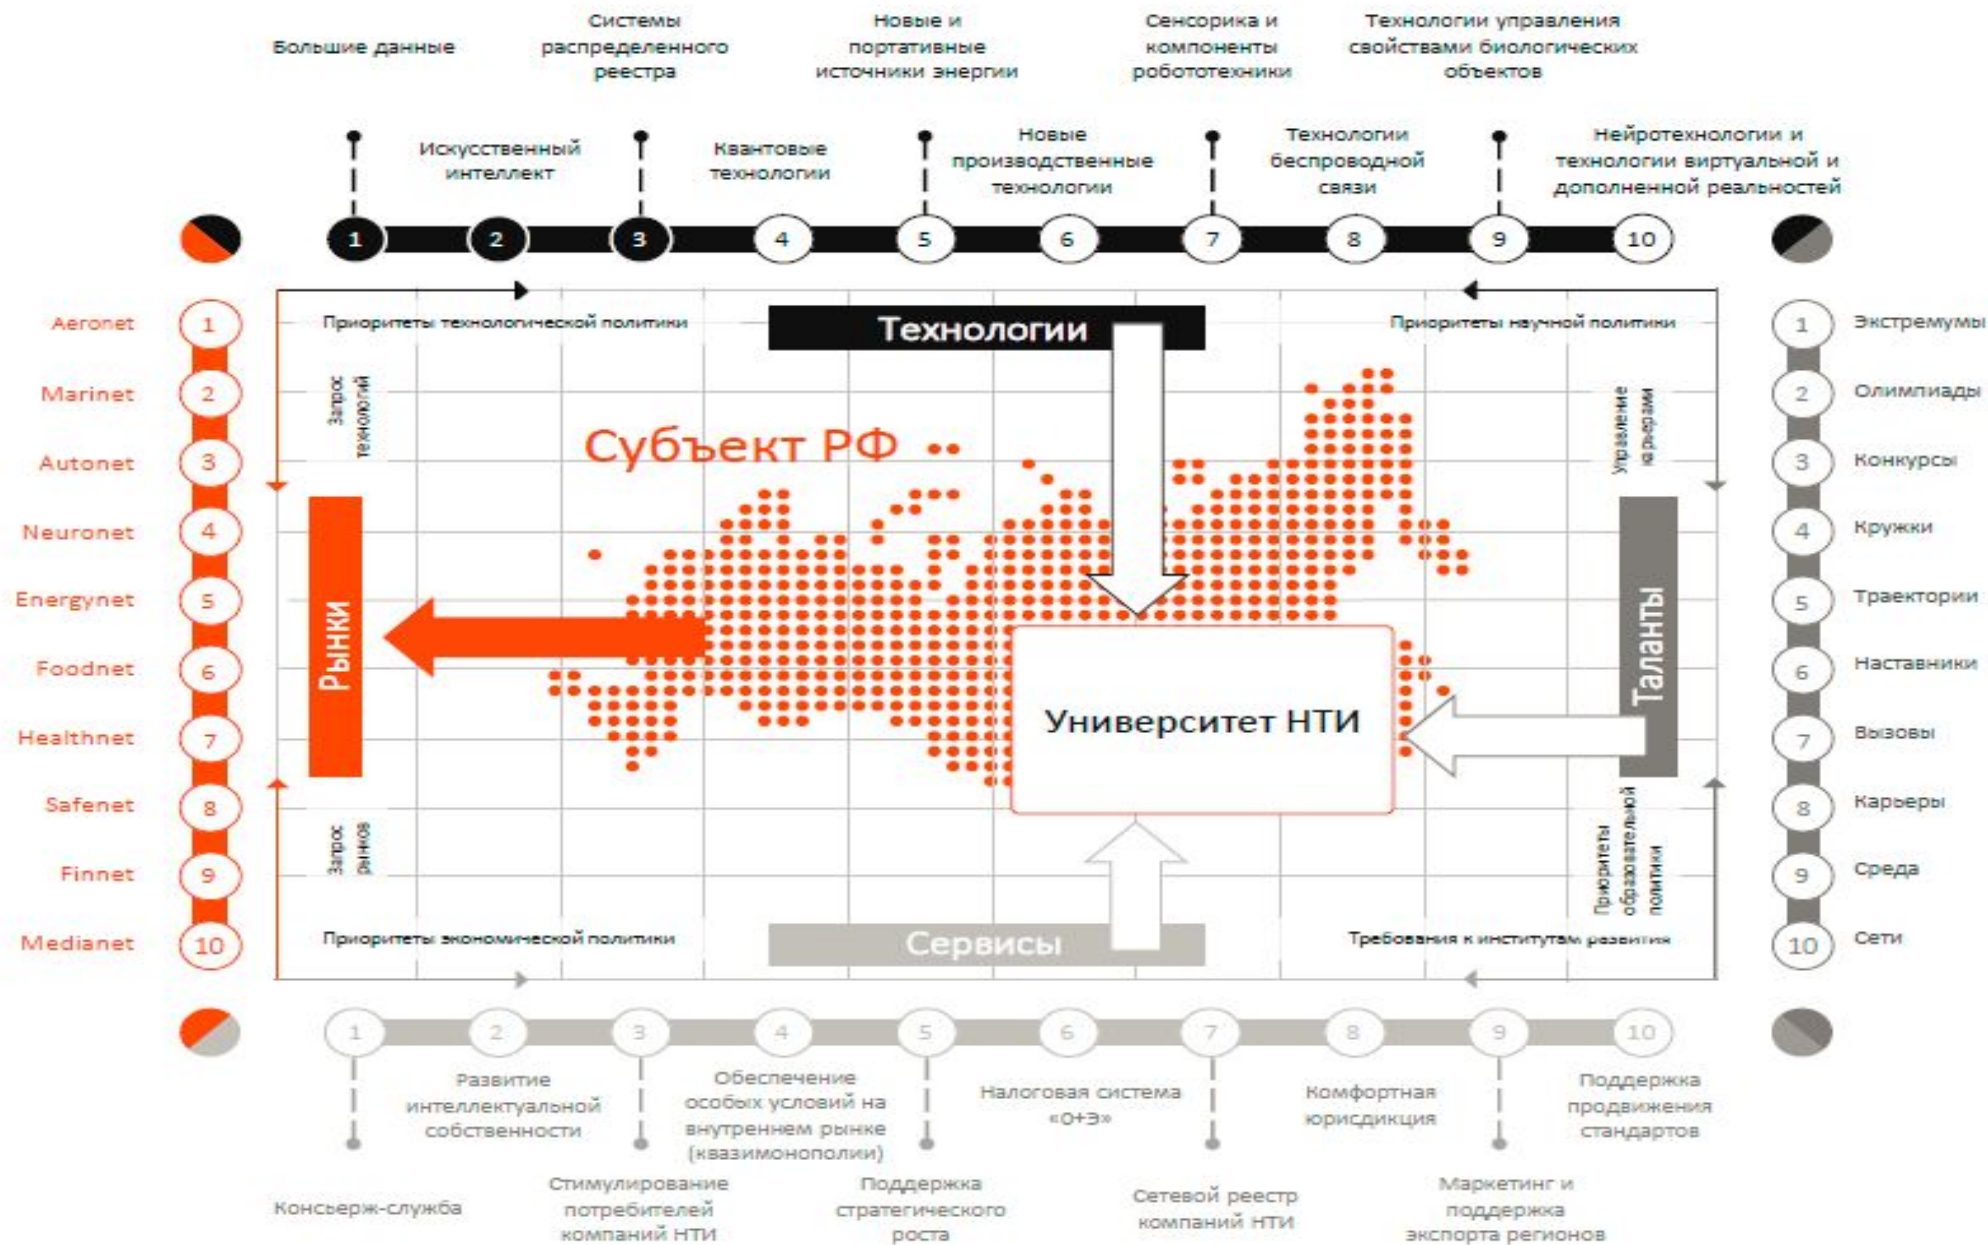 Большие данные
Системы
распределенного
реестра
Новые и
портативные
источники энергии
Сенсорика и
компоненты
робототехники
Технологии управления
свойствами биологических
объектов
Искусственный
интеллект
Квантовые
технологии
Новые
производственные
технологии
Технологии
беспроводной
связи
Нейротехнологии и
технологии виртуальной и
дополненной реальностей
1 2 3 4 5 6 7 8 9 10
Aeronet 1
Marinet 2
Autonet 3
Neuronet 4
Energynet 5
Foodnet 6
Healthnet 7
Safenet 8
Finnet 9
Medianet 10
Приоритеты технологической политики
Технологии
Приоритеты научной политики
Запрос
технологий
Субъект РФ
Управление
карьерами
Рынки
Университет НТИ
Таланты
Запрос
рынков
Приоритеты
образовательной
политики
Приоритеты экономической политики
Сервисы
Требования к институтам развития
1 Экстремумы
2 Олимпиады
3 Конкурсы
4 Кружки
5 Траектории
6 Наставники
7 Вызовы
8 Карьеры
9 Среда
10 Сети
1 2 3 4 5 6 7 8 9 10
Развитие
интеллектуальной
собственности
Обеспечение
особых условий на
внутреннем рынке
(квазимонополии)
Налоговая система
«0+Э»
Комфортная
юрисдикция
Поддержка
продвижения
стандартов
Консьерж-служба
Стимулирование
потребителей
компаний НТИ
Поддержка
стратегического
роста
Сетевой реестр
компаний НТИ
Маркетинг и
поддержка
экспорта регионов